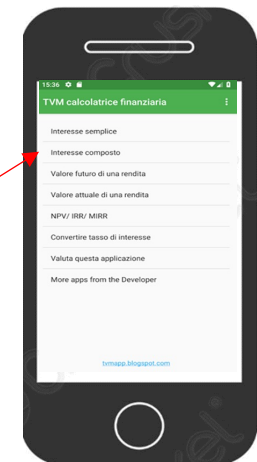 15:36
TVM calcolatrice finanziaria
Interesse semplice
Interesse composto
Valore futuro di una rendita
Valore attuale di una rendita
NPV/ IRR/ MIRR
Convertire tasso di interesse
Valuta questa applicazione
More apps from the Developer
tvmapp.blogspot.com